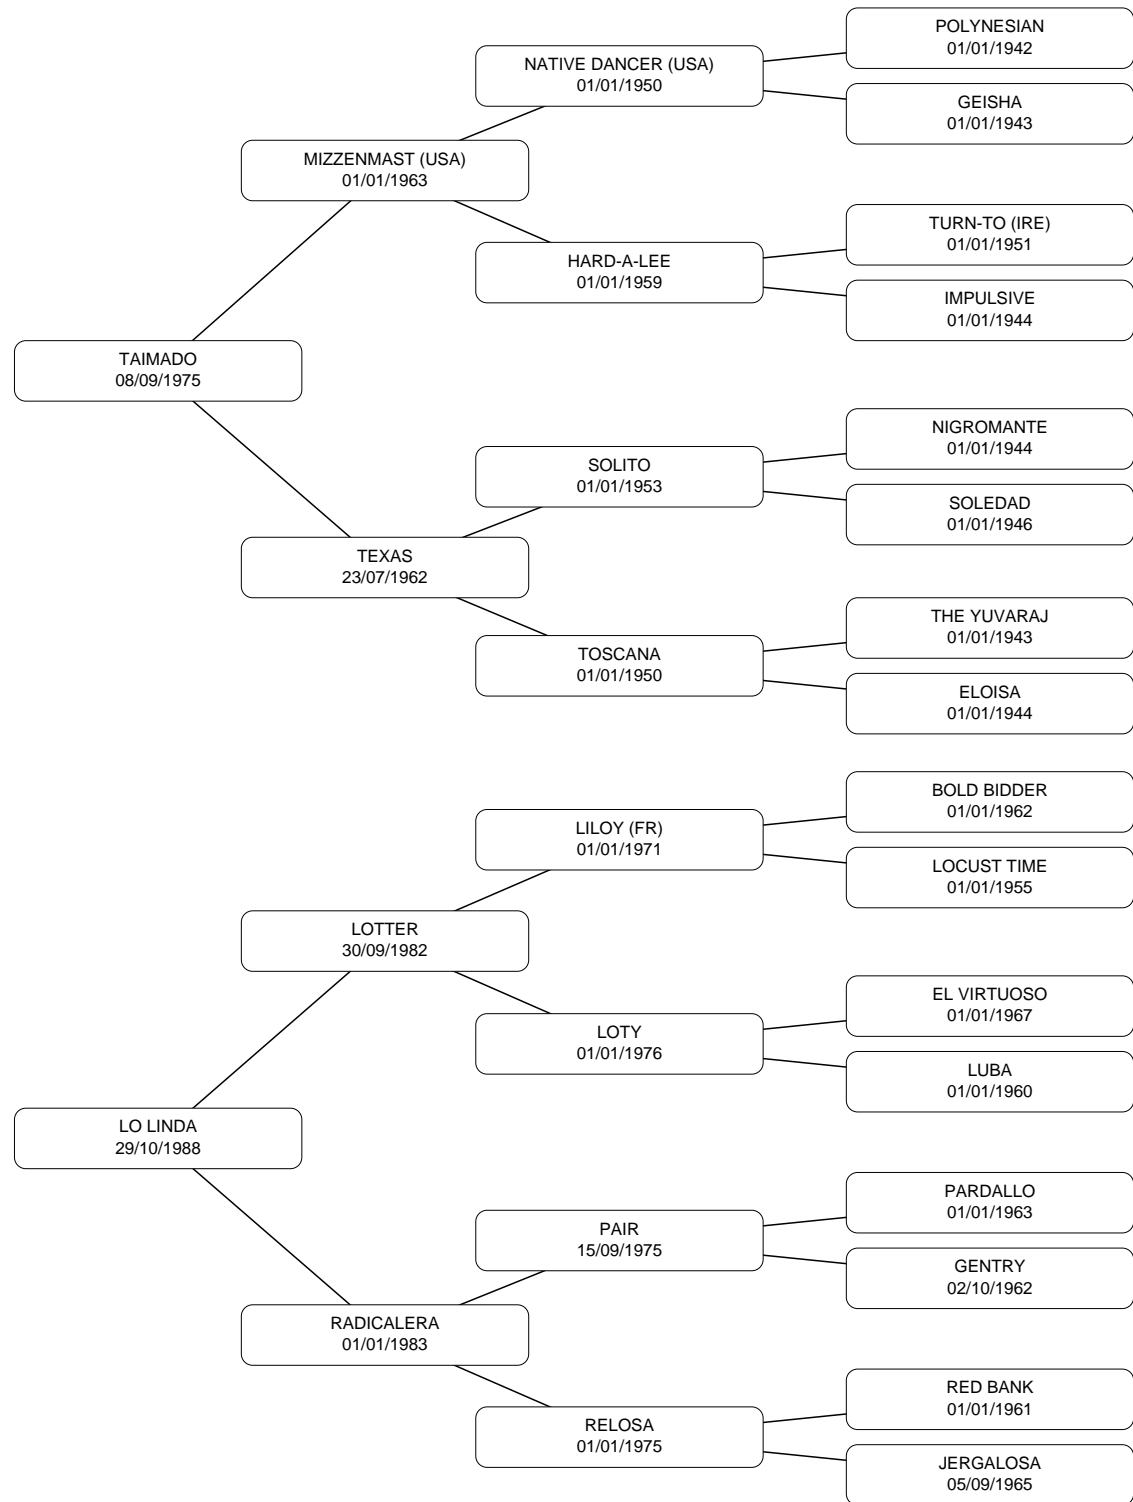 POLYNESIAN
01/01/1942
NATIVE DANCER (USA)
01/01/1950
GEISHA
01/01/1943
MIZZENMAST (USA)
01/01/1963
TURN-TO (IRE)
01/01/1951
HARD-A-LEE
01/01/1959
IMPULSIVE
01/01/1944
TAIMADO
08/09/1975
NIGROMANTE
01/01/1944
SOLITO
01/01/1953
SOLEDAD
01/01/1946
TEXAS
23/07/1962
THE YUVARAJ
01/01/1943
TOSCANA
01/01/1950
ELOISA
01/01/1944
BOLD BIDDER
01/01/1962
LILOY (FR)
01/01/1971
LOCUST TIME
01/01/1955
LOTTER
30/09/1982
EL VIRTUOSO
01/01/1967
LOTY
01/01/1976
LUBA
01/01/1960
LO LINDA
29/10/1988
PARDALLO
01/01/1963
PAIR
15/09/1975
GENTRY
02/10/1962
RADICALERA
01/01/1983
RED BANK
01/01/1961
RELOSA
01/01/1975
JERGALOSA
05/09/1965